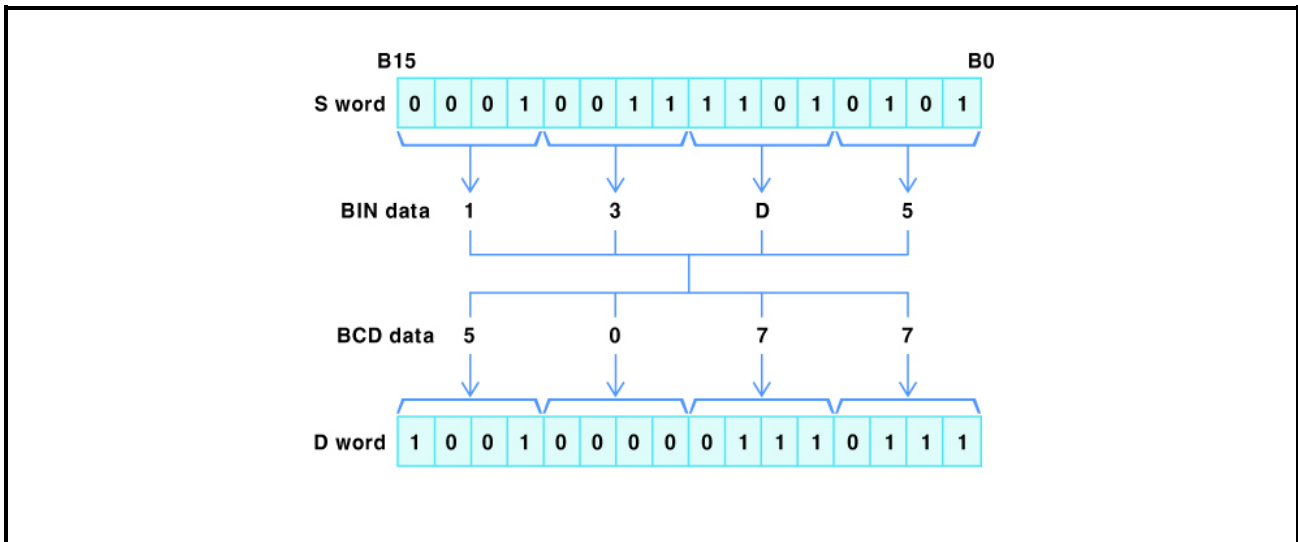 B15 B0
S word 0 0 0 1 0 0 1 1 1 1 0 1 0 1 0 1
BIN data 1 3 D 5
BCD data 5 0 7 7
D word 1 0 0 1 0 0 0 0 0 1 1 1 0 1 1 1